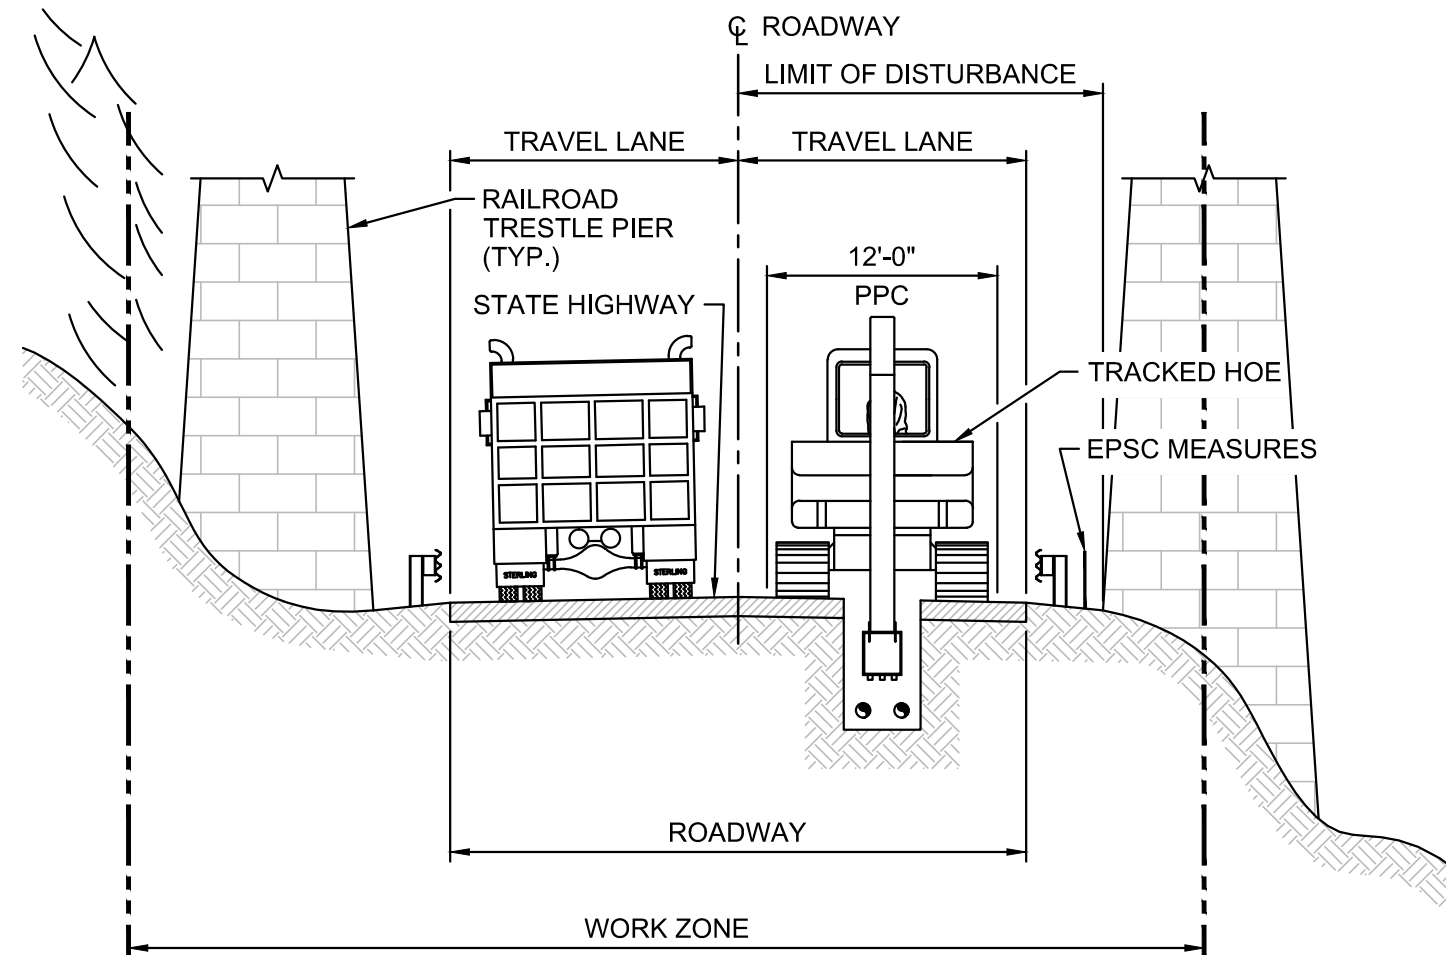 ℄ ROADWAY
LIMIT OF DISTURBANCE
TRAVEL LANE
TRAVEL LANE
RAILROAD
TRESTLE PIER
(TYP.)
12'-0"
PPC
STATE HIGHWAY
TRACKED HOE
EPSC MEASURES
STERLING
STERLING
ROADWAY
WORK ZONE